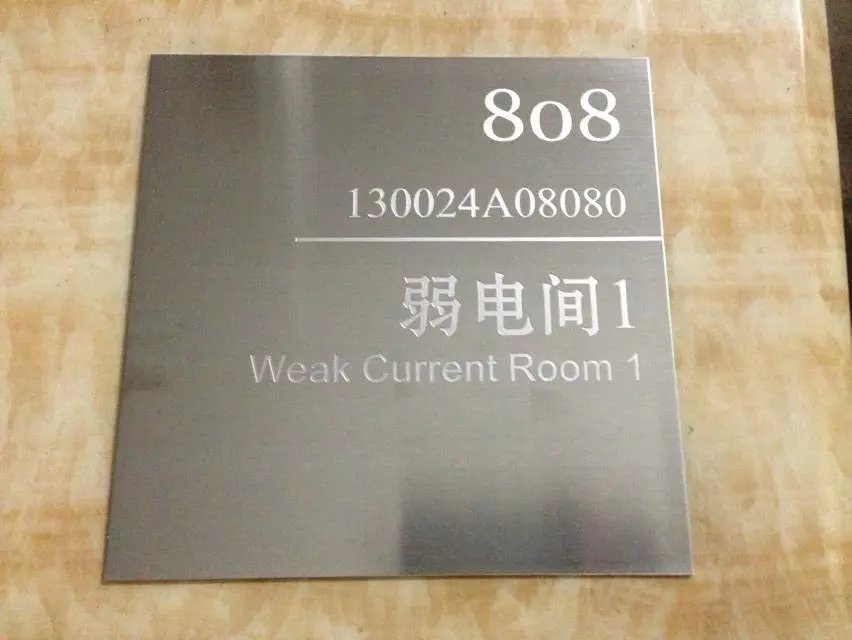 808
130024A08080
弱电间1
Weak Current Room 1